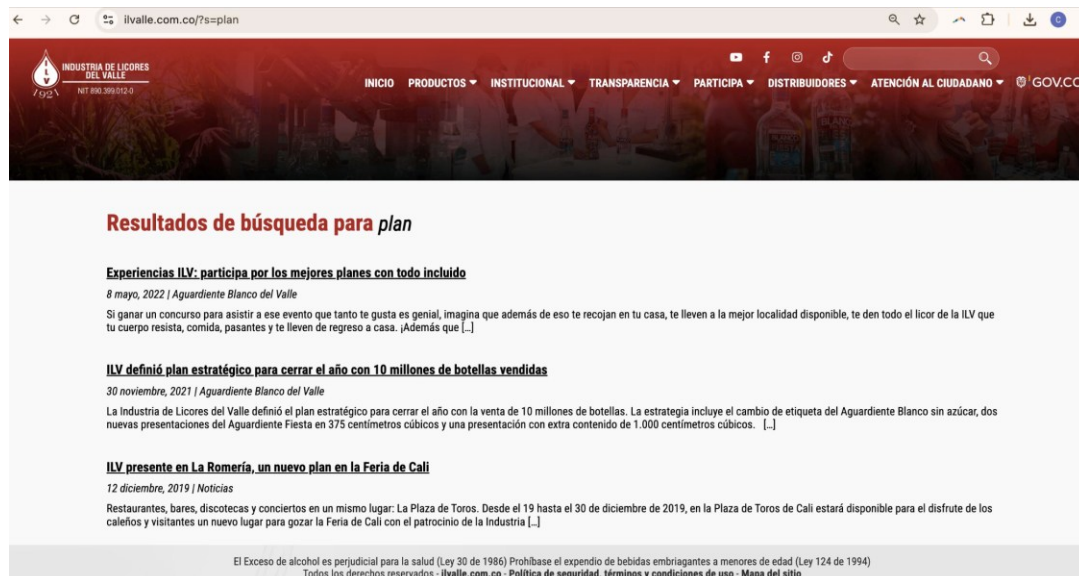 ilvalle.com.co/?s=plan
C
ILV
1921
INDUSTRIA DE LICORES
DEL VALLE
NIT 890.399.012-0
INICIO PRODUCTOS INSTITUCIONAL TRANSPARENCIA PARTICIPA DISTRIBUIDORES ATENCIÓN AL CIUDADANO GOV.CO
BLANCO
Resultados de búsqueda para plan
Experiencias ILV: participa por los mejores planes con todo incluido
8 mayo, 2022 | Aguardiente Blanco del Valle
Si ganar un concurso para asistir a ese evento que tanto te gusta es genial, imagina que además de eso te recojan en tu casa, te lleven a la mejor localidad disponible, te den todo el licor de la ILV que
tu cuerpo resista, comida, pasantes y te lleven de regreso a casa. ¡Además que [...]
ILV definió plan estratégico para cerrar el año con 10 millones de botellas vendidas
30 noviembre, 2021 | Aguardiente Blanco del Valle
La Industria de Licores del Valle definió el plan estratégico para cerrar el año con la venta de 10 millones de botellas. La estrategia incluye el cambio de etiqueta del Aguardiente Blanco sin azúcar, dos
nuevas presentaciones del Aguardiente Fiesta en 375 centímetros cúbicos y una presentación con extra contenido de 1.000 centímetros cúbicos. [...]
ILV presente en La Romería, un nuevo plan en la Feria de Cali
12 diciembre, 2019 | Noticias
Restaurantes, bares, discotecas y conciertos en un mismo lugar: La Plaza de Toros. Desde el 19 hasta el 30 de diciembre de 2019, en la Plaza de Toros de Cali estará disponible para el disfrute de los
caleños y visitantes un nuevo lugar para gozar la Feria de Cali con el patrocinio de la Industria [...]
El Exceso de alcohol es perjudicial para la salud (Ley 30 de 1986) Prohíbase el expendio de bebidas embriagantes a menores de edad (Ley 124 de 1994)
Todos los derechos reservados - ilvalle.com.co - Política de seguridad, términos y condiciones de uso - Mapa del sitio